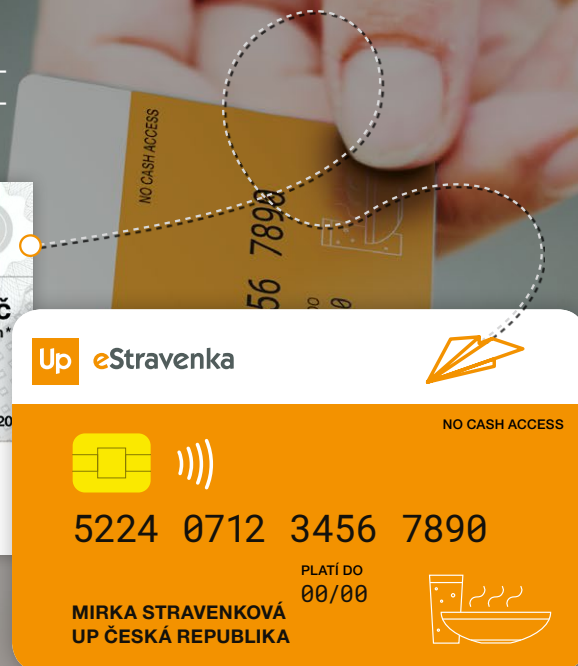 NO CASH ACCESS
56 7890
Č
20
Up eStravenka
NO CASH ACCESS
5224 0712 3456 7890
PLATÍ DO
00/00
MIRKA STRAVENKOVÁ
UP ČESKÁ REPUBLIKA